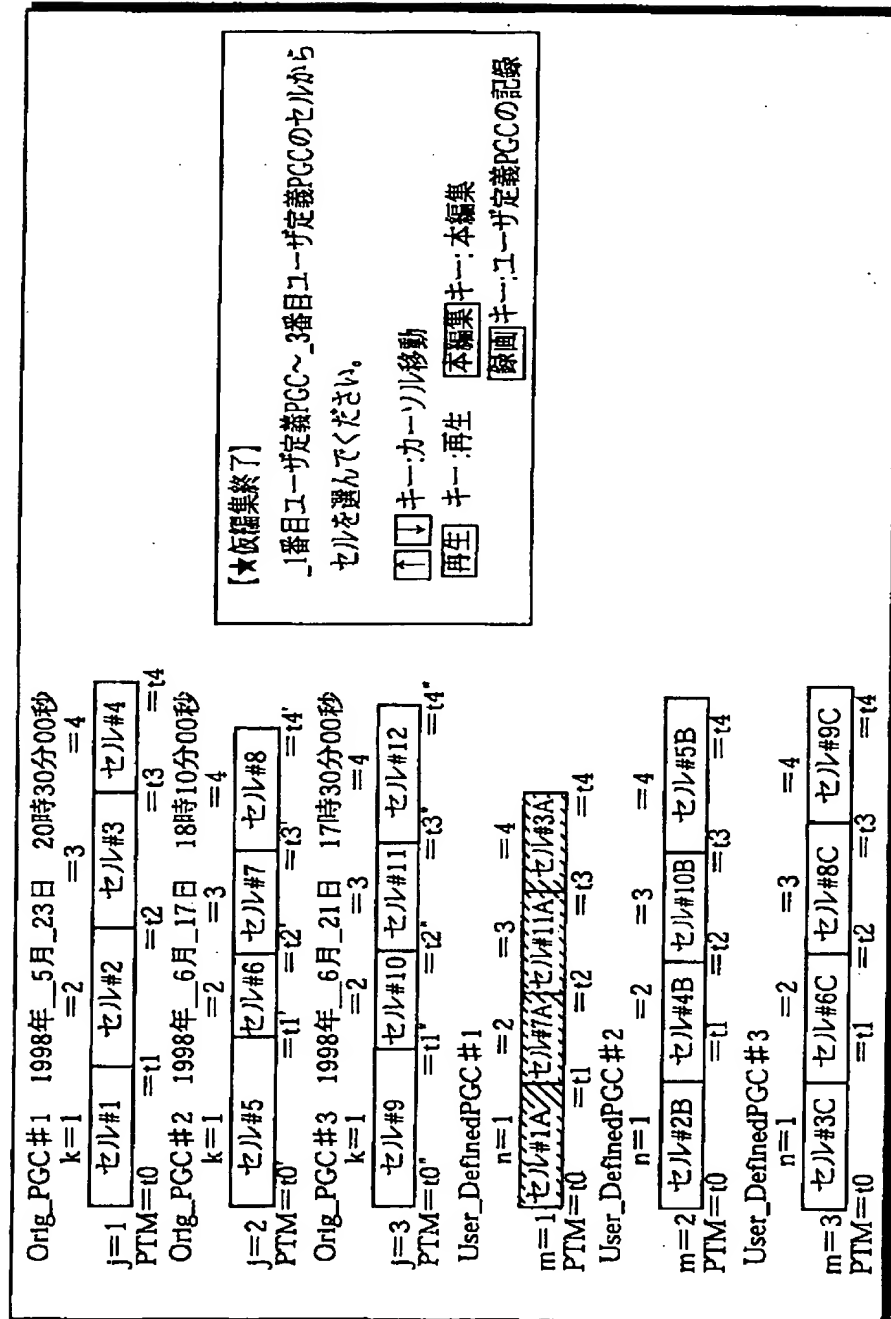 Orig_PGC#1 1998年__5月_23日 20時30分00秒
k=1 =2 =3 =4
j=1 セル#1 セル#2 セル#3 セル#4
PTM=t0 =t1 =t2 =t3 =t4
Orig_PGC#2 1998年__6月_17日 18時10分00秒
k=1 =2 =3 =4
j=2 セル#5 セル#6 セル#7 セル#8
PTM=t0' =t1' =t2' =t3' =t4'
Orig_PGC#3 1998年__6月_21日 17時30分00秒
k=1 =2 =3 =4
j=3 セル#9 セル#10 セル#11 セル#12
PTM=t0" =t1" =t2" =t3" =t4"
User_DefinedPGC#1
n=1 =2 =3 =4
m=1 セル#1A セル#7A セル#11A セル#3A
PTM=t0 =t1 =t2 =t3 =t4
User_DefinedPGC#2
n=1 =2 =3 =4
m=2 セル#2B セル#4B セル#10B セル#5B
PTM=t0 =t1 =t2 =t3 =t4
User_DefinedPGC#3
n=1 =2 =3 =4
m=3 セル#3C セル#6C セル#8C セル#9C
PTM=t0 =t1 =t2 =t3 =t4
【★仮編集終了】
_1番目ユーザ定義PGC～_3番目ユーザ定義PGCのセルから
セルを選んでください。
↑ ↓ キー:カーソル移動
再生 キー:再生 本編集 キー:本編集
録画 キー:ユーザ定義PGCの記録